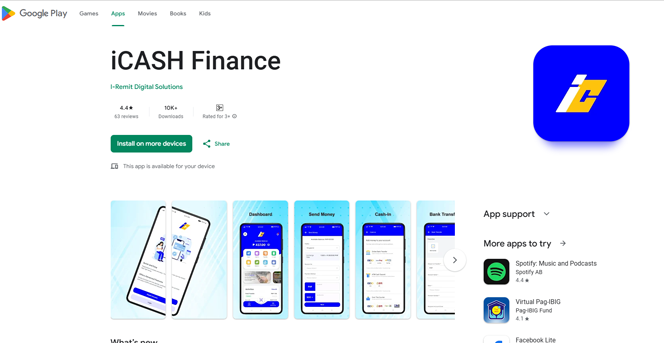 Google Play
Games
Apps
Movies
Books
Kids
iCASH Finance
I-Remit Digital Solutions
4.4★
63 reviews
10K+
Downloads
3+
Rated for 3+
Install on more devices
Share
This app is available for your device
Dashboard
Send Money
Cash-In
Bank Transf
App support
More apps to try
Spotify: Music and Podcasts
Spotify AB
4.4 ★
Virtual Pag-IBIG
Pag-IBIG Fund
4.1 ★
Facebook Lite
What's new